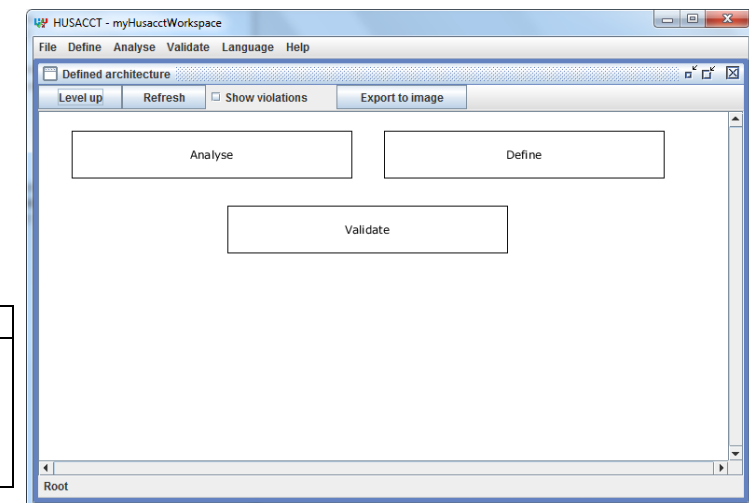 HUSACCT - myHusacctWorkspace
File Define Analyse Validate Language Help
Defined architecture
Level up Refresh Show violations Export to image
Analyse Define
Validate
Root